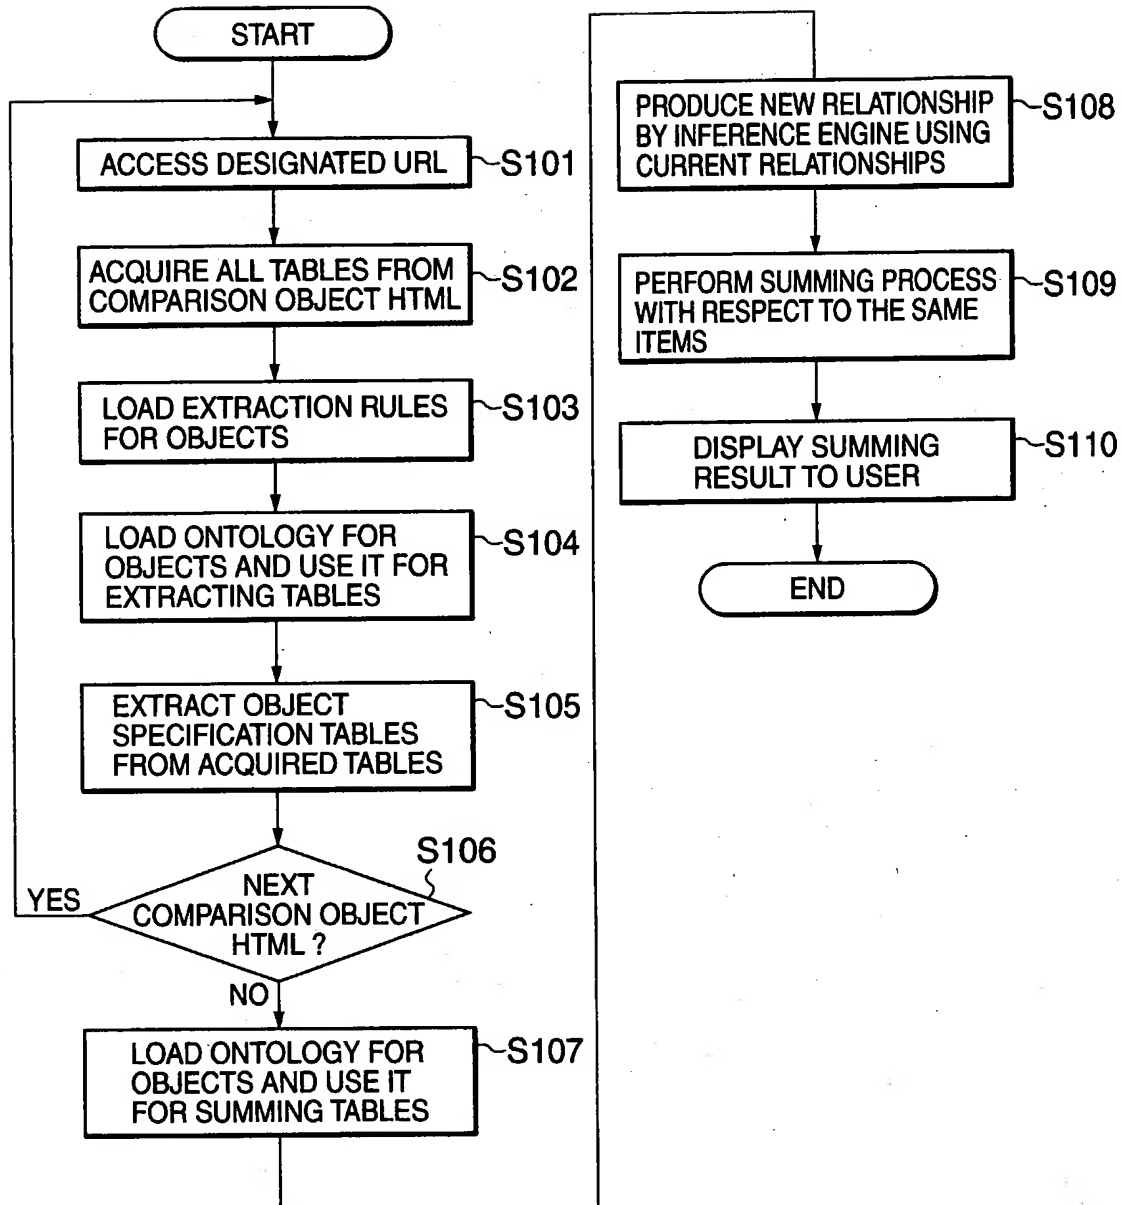 START
ACCESS DESIGNATED URL
S101
ACQUIRE ALL TABLES FROM
COMPARISON OBJECT HTML
S102
LOAD EXTRACTION RULES
FOR OBJECTS
S103
LOAD ONTOLOGY FOR
OBJECTS AND USE IT FOR
EXTRACTING TABLES
S104
EXTRACT OBJECT
SPECIFICATION TABLES
FROM ACQUIRED TABLES
S105
S106
NEXT
COMPARISON OBJECT
HTML ?
YES
NO
LOAD ONTOLOGY FOR
OBJECTS AND USE IT
FOR SUMMING TABLES
S107
PRODUCE NEW RELATIONSHIP
BY INFERENCE ENGINE USING
CURRENT RELATIONSHIPS
S108
PERFORM SUMMING PROCESS
WITH RESPECT TO THE SAME
ITEMS
S109
DISPLAY SUMMING
RESULT TO USER
S110
END